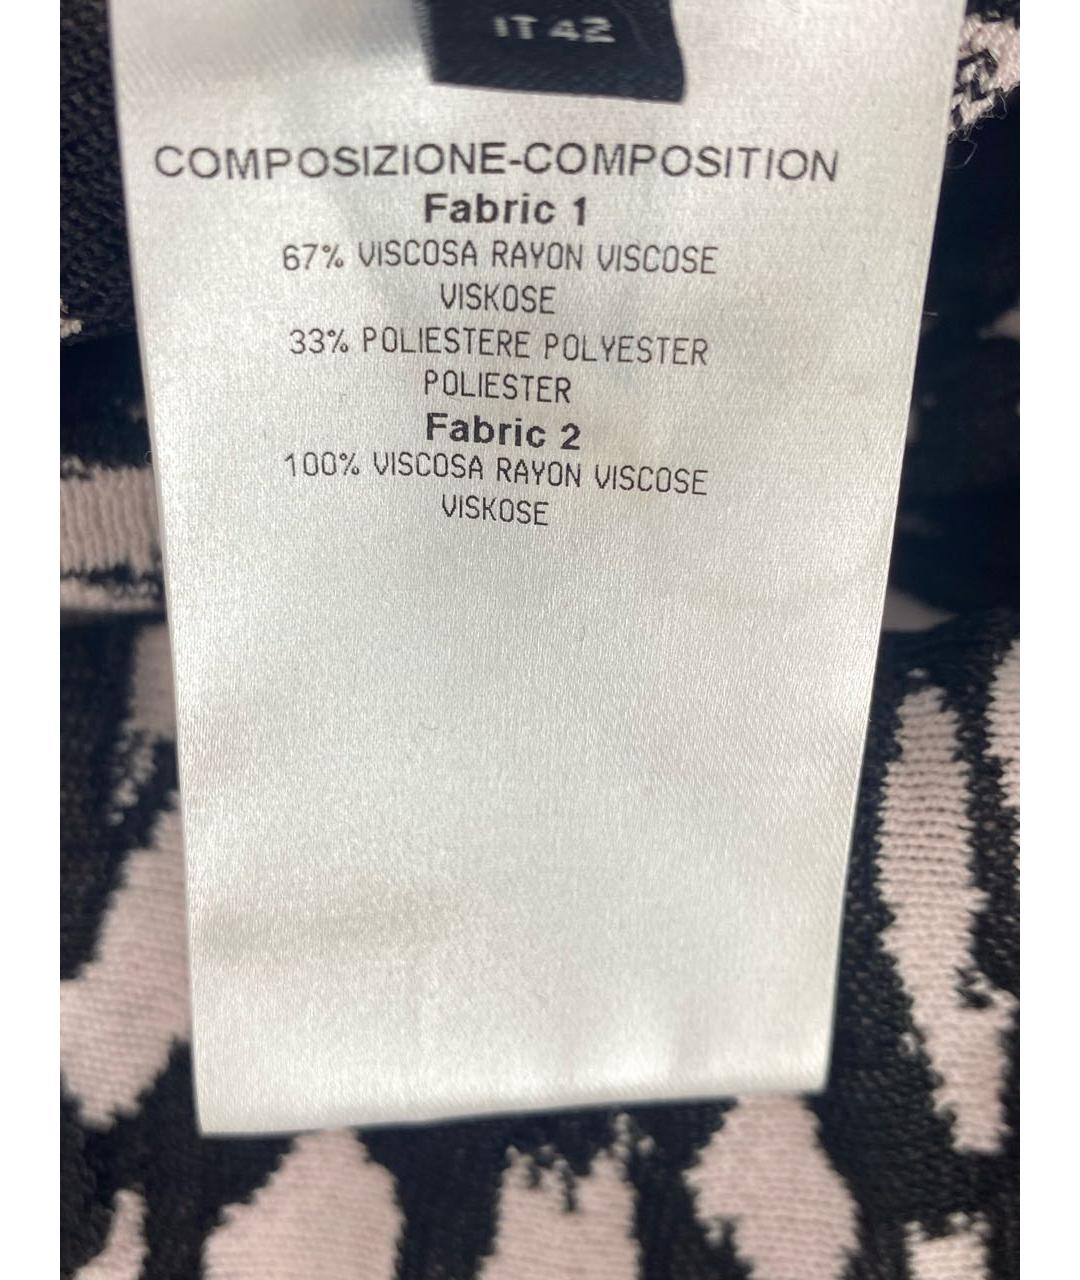 IT 42
COMPOSIZIONE-COMPOSITION
Fabric 1
67% VISCOSA RAYON VISCOSE
VISKOSE
33% POLIESTERE POLYESTER
POLIESTER
Fabric 2
100% VISCOSA RAYON VISCOSE
VISKOSE